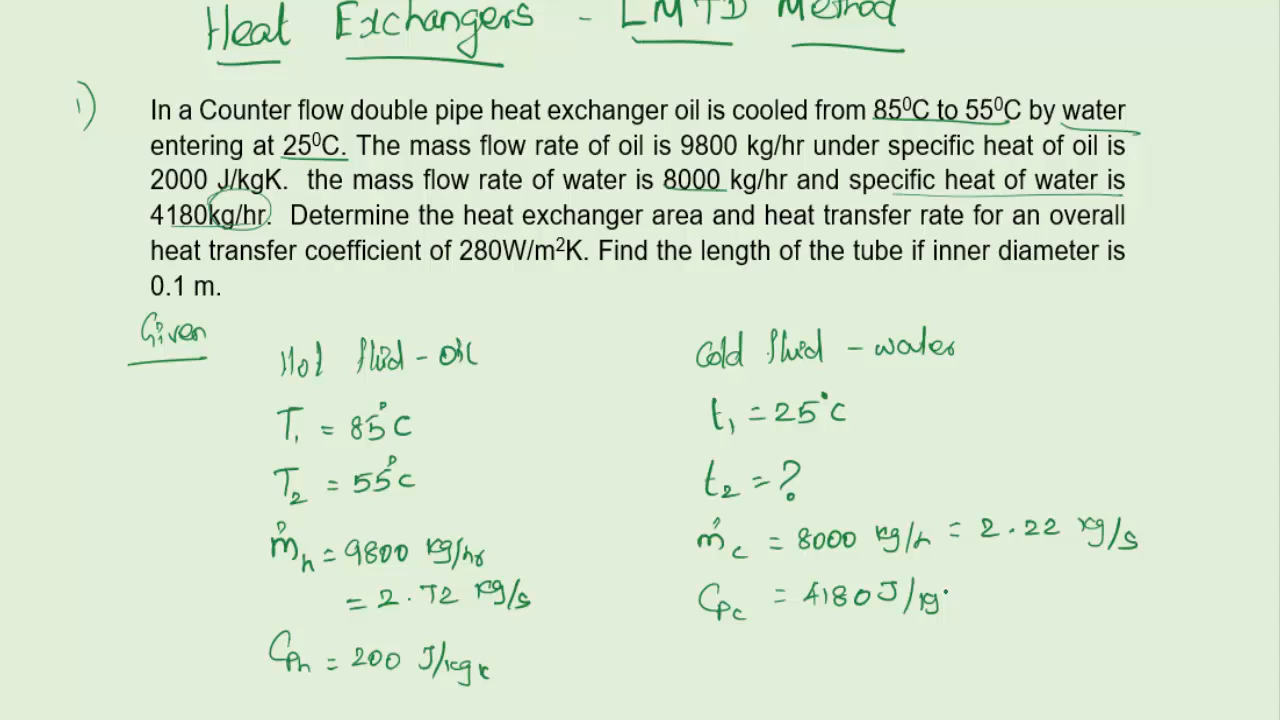 Heat Exchangers - LMTD Method
1) In a Counter flow double pipe heat exchanger oil is cooled from 85⁰C to 55⁰C by water
entering at 25⁰C. The mass flow rate of oil is 9800 kg/hr under specific heat of oil is
2000 J/kgK. the mass flow rate of water is 8000 kg/hr and specific heat of water is
4180kg/hr. Determine the heat exchanger area and heat transfer rate for an overall
heat transfer coefficient of 280W/m²K. Find the length of the tube if inner diameter is
0.1 m.
Given
Hot fluid - oil
T₁ = 85°C
T₂ = 55°C
ṁh = 9800 kg/hr
= 2.72 kg/s
Cph = 200 J/kgK
Cold fluid - water
t₁ = 25°C
t₂ = ?
ṁc = 8000 kg/h = 2.22 kg/s
Cpc = 4180 J/kg